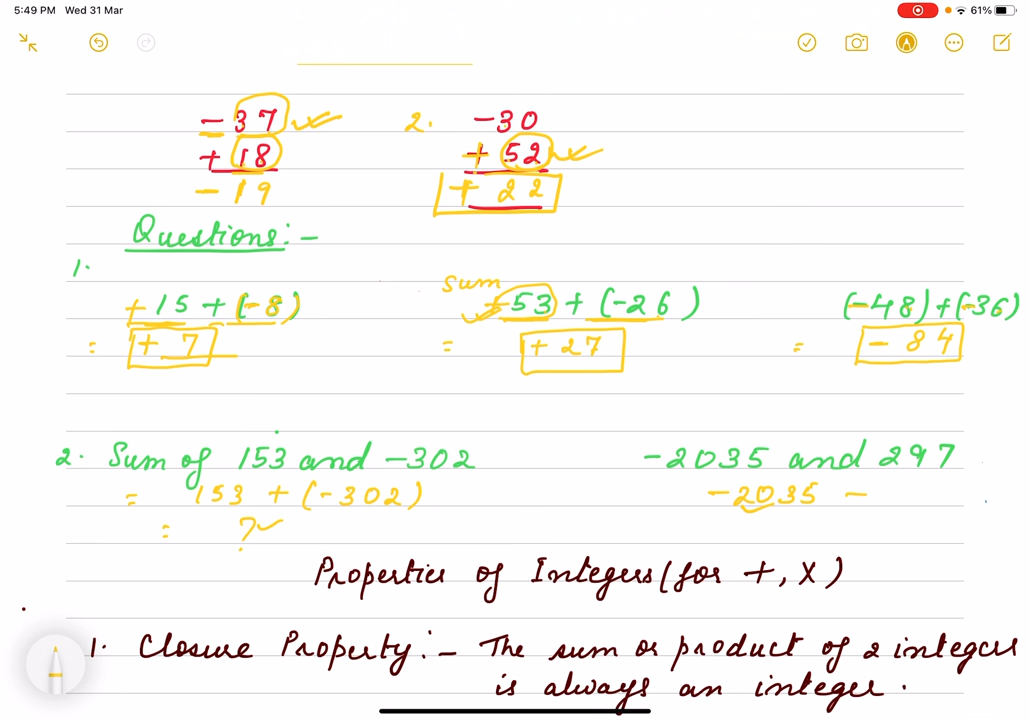 5:49 PM Wed 31 Mar 61%
-37 2. -30
+18 +52
-19 +22
Questions:-
1.
sum
+15+(-8) +53+(-26) (-48)+(-36)
= +7 = +27 = -84
2. Sum of 153 and -302 -2035 and 297
= 153+(-302) -2035 -
= ?
Properties of Integers (for +, x)
1. Closure Property:- The sum or product of 2 integers
is always an integer.